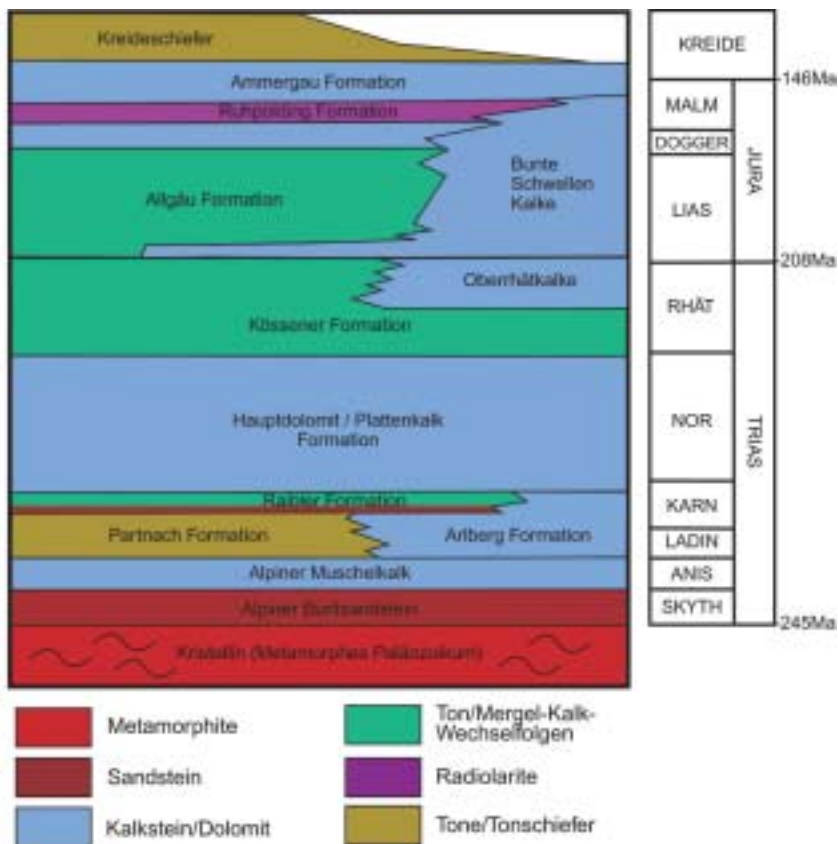 Kreideschiefer
Ammergau Formation
Ruhpolding Formation
Bunte
Schwellen
Kalke
Allgäu Formation
Oberrhätkalke
Kössener Formation
Hauptdolomit / Plattenkalk
Formation
Raibler Formation
Partnach Formation
Arlberg Formation
Alpiner Muschelkalk
Alpiner Buntsandstein
Kristallin (Metamorphes Paläozoikum)
KREIDE
146Ma
MALM
DOGGER
LIAS
JURA
208Ma
RHÄT
NOR
KARN
LADIN
ANIS
SKYTH
TRIAS
245Ma
Metamorphite
Sandstein
Kalkstein/Dolomit
Ton/Mergel-Kalk-
Wechselfolgen
Radiolarite
Tone/Tonschiefer